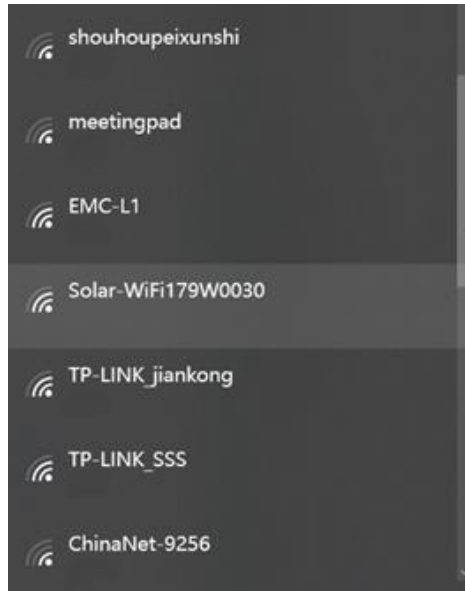 shouhoupeixunshi
meetingpad
EMC-L1
Solar-WiFi179W0030
TP-LINK_jiankong
TP-LINK_SSS
ChinaNet-9256